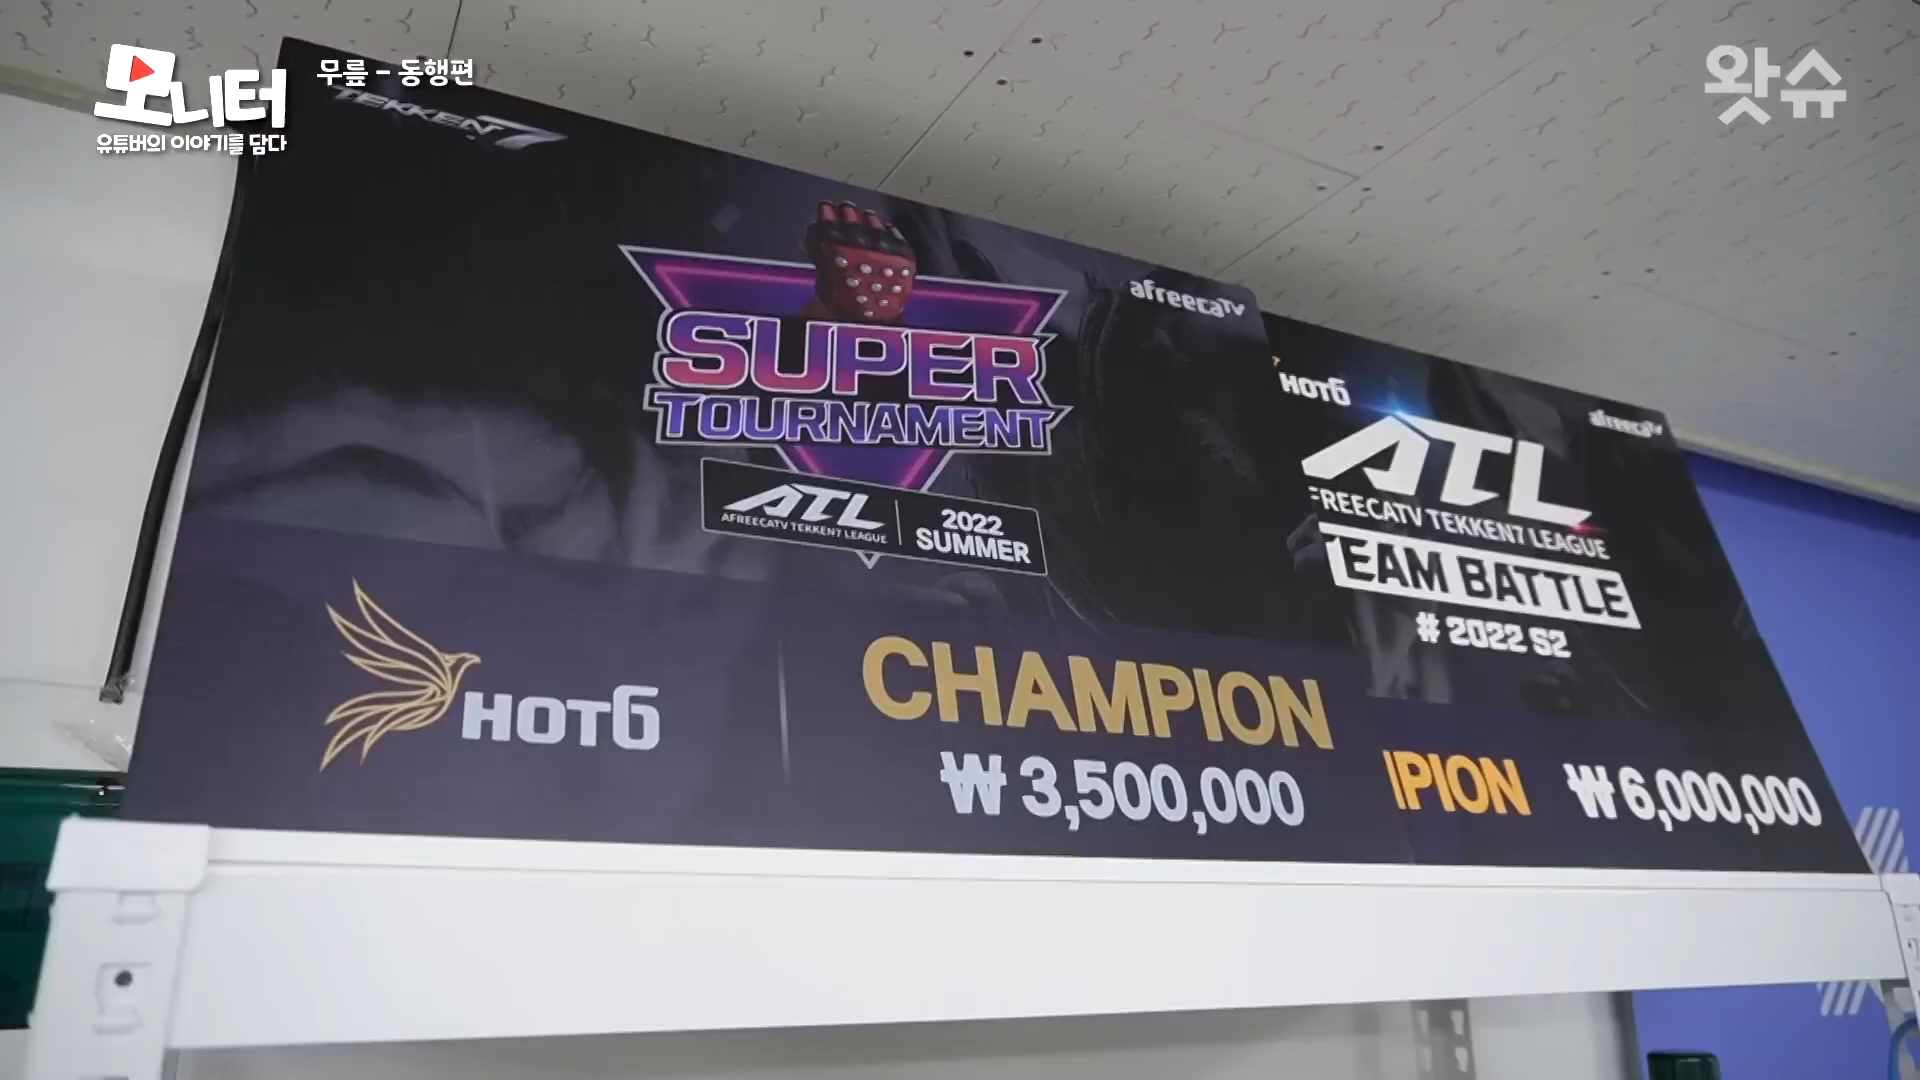 모니터
유튜버의 이야기를 담다
무릎 - 동행편
왓슈
TEKKEN 7
afreecaTV
SUPER
TOURNAMENT
ATL
AFREECATV TEKKEN7 LEAGUE
2022
SUMMER
HOT6
CHAMPION
₩ 3,500,000
HOT6
afreecaTV
ATL
FREECATV TEKKEN7 LEAGUE
TEAM BATTLE
# 2022 S2
IPION
₩ 6,000,000